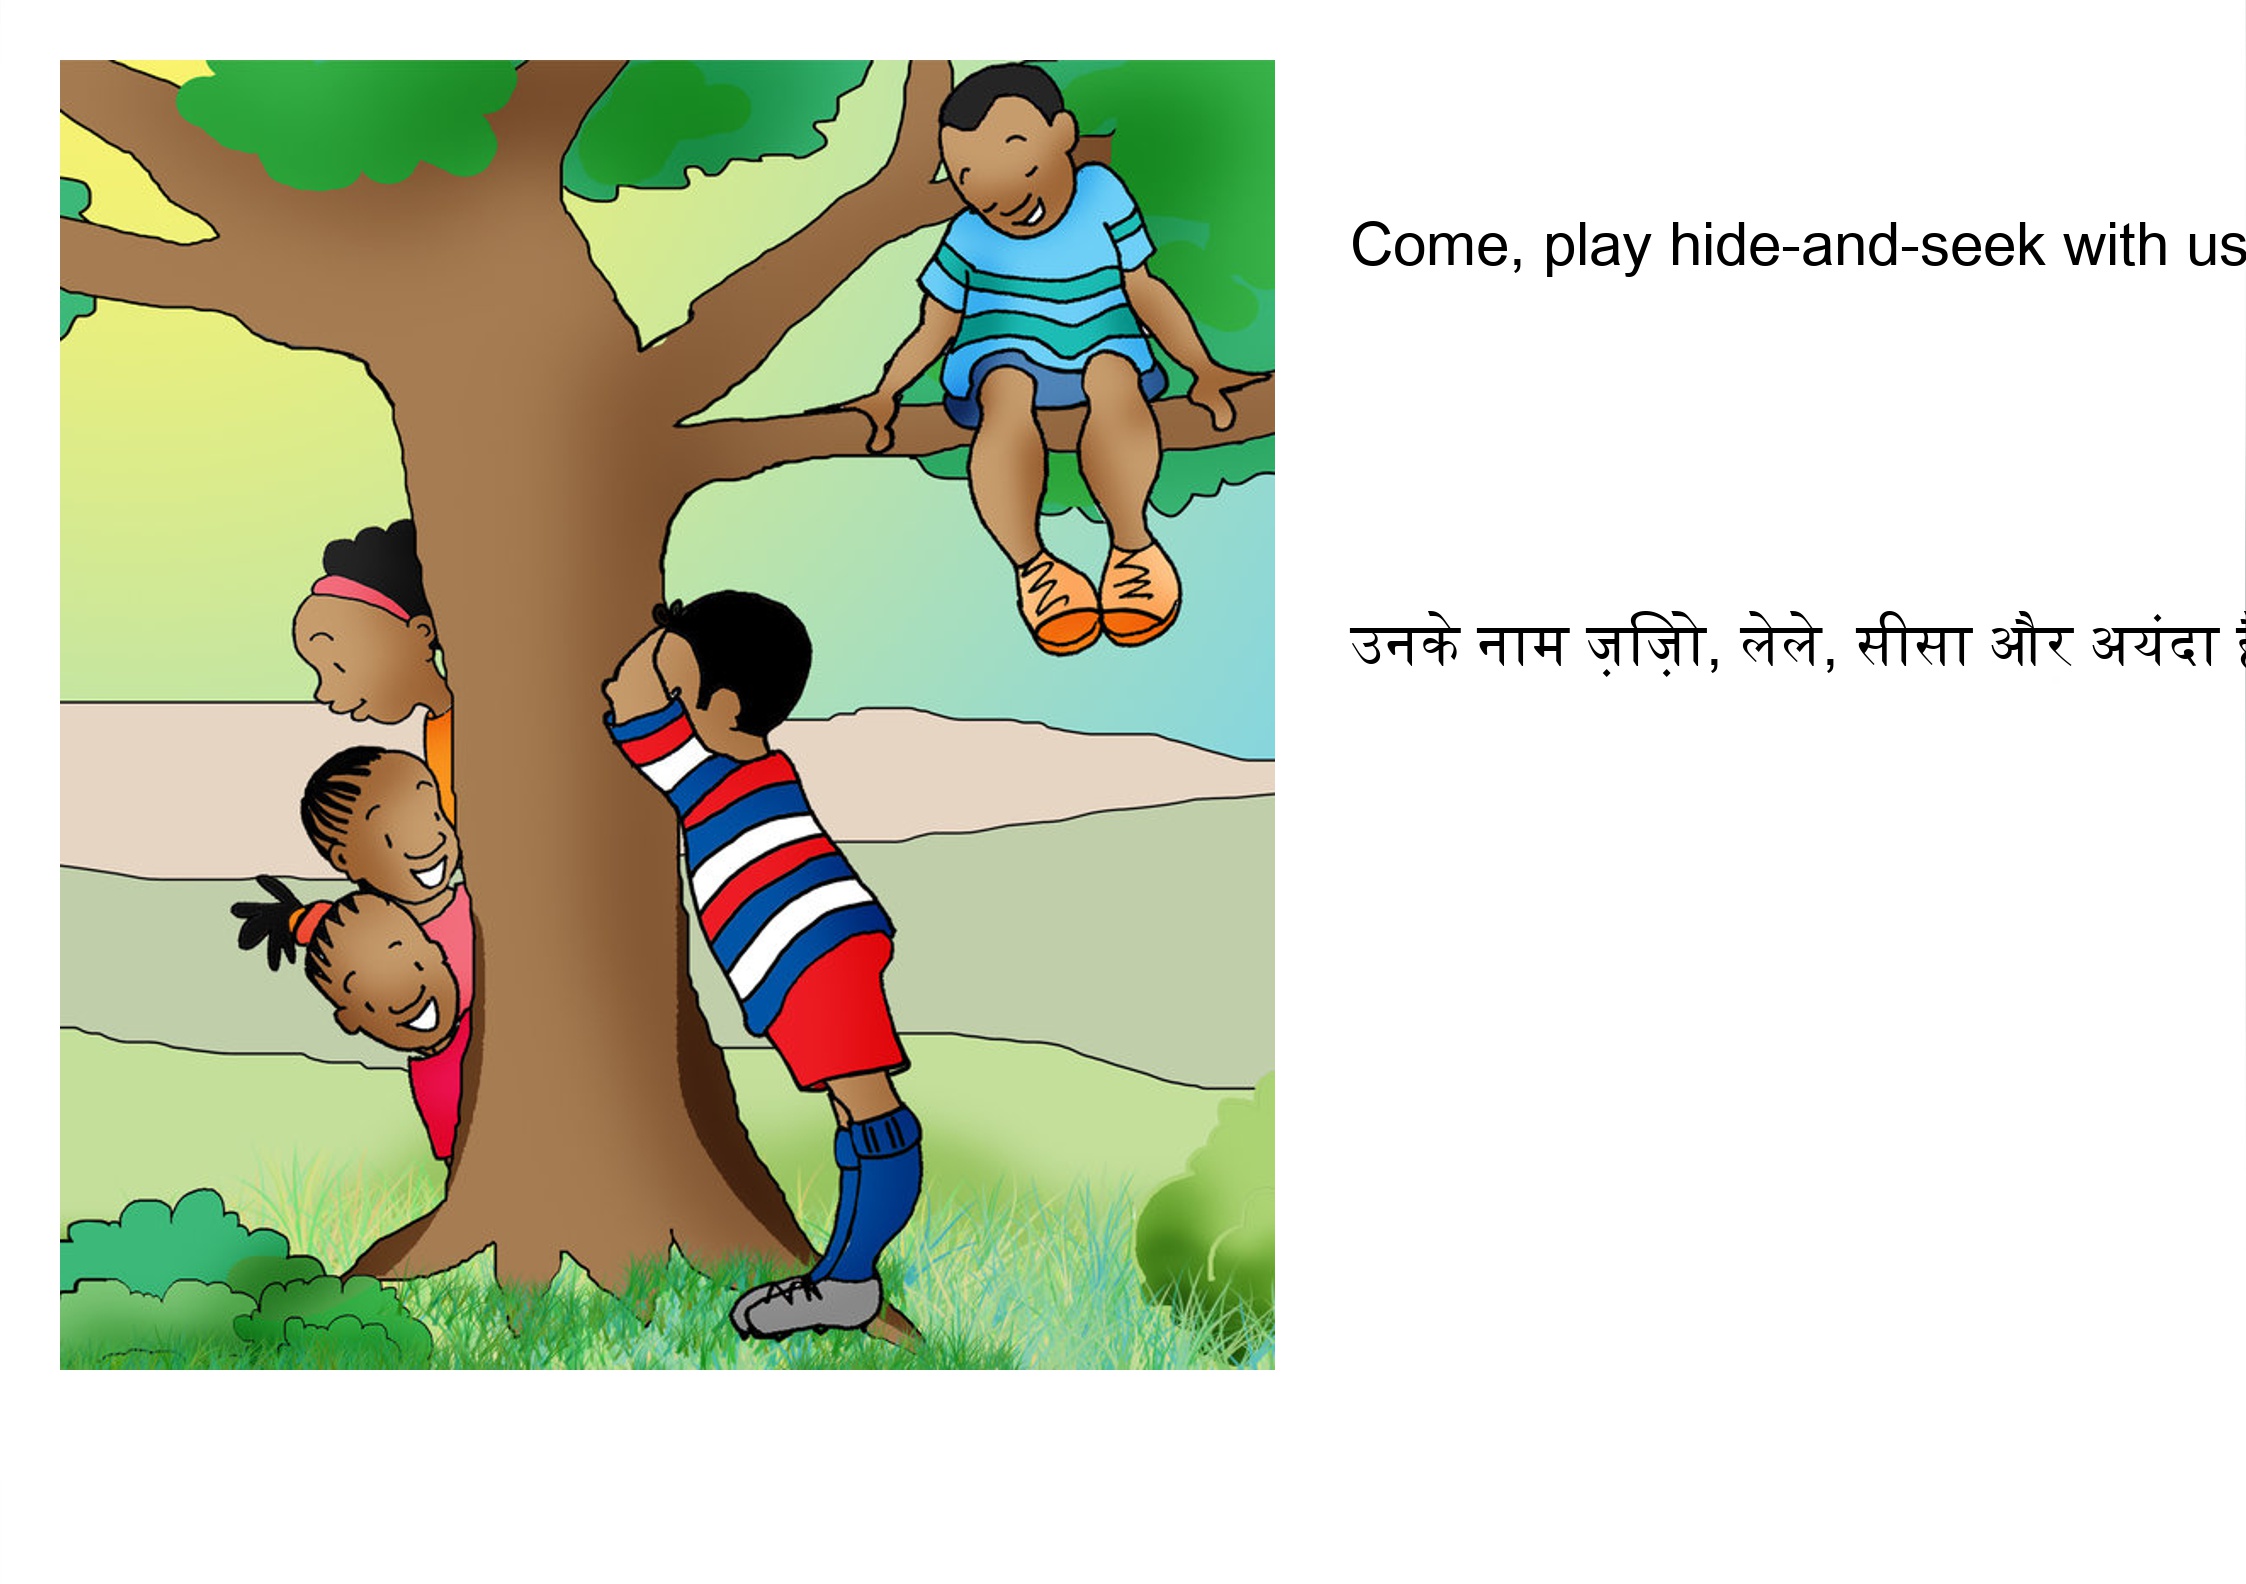 Come, play hide-and-seek with us
उनके नाम ज़ज़िो, लेले, सीसा और अयंदा